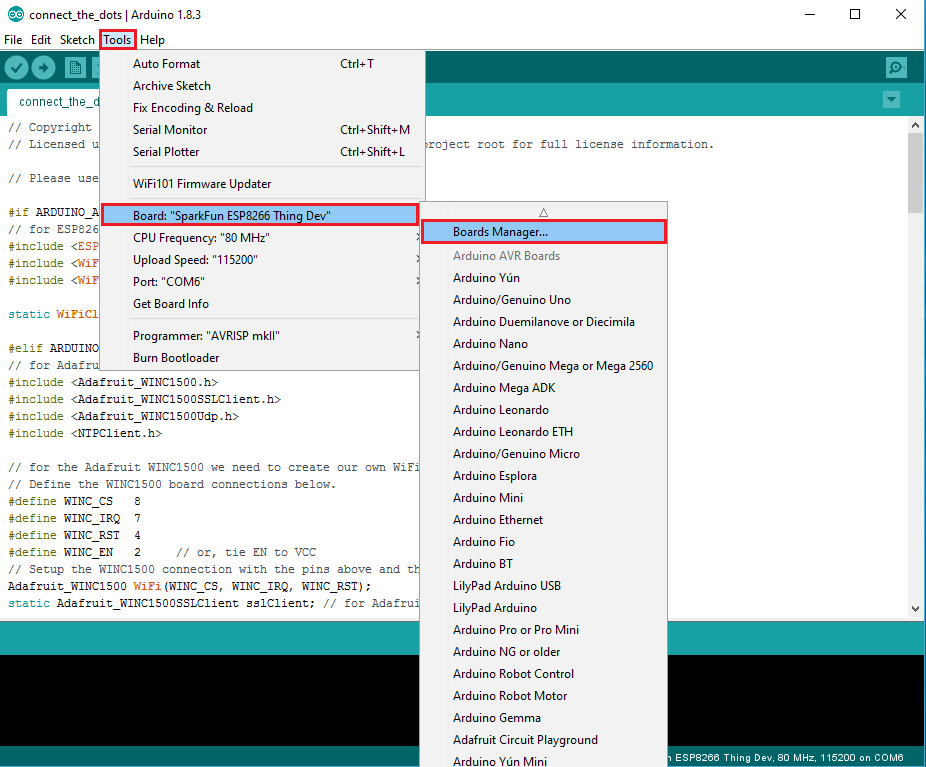 connect_the_dots | Arduino 1.8.3
File Edit Sketch Tools Help
Auto Format Ctrl+T
Archive Sketch
Fix Encoding & Reload
Serial Monitor Ctrl+Shift+M
Serial Plotter Ctrl+Shift+L
WiFi101 Firmware Updater
Board: "SparkFun ESP8266 Thing Dev"
CPU Frequency: "80 MHz"
Upload Speed: "115200"
Port: "COM6"
Get Board Info
Programmer: "AVRISP mkII"
Burn Bootloader
Boards Manager...
Arduino AVR Boards
Arduino Yún
Arduino/Genuino Uno
Arduino Duemilanove or Diecimila
Arduino Nano
Arduino/Genuino Mega or Mega 2560
Arduino Mega ADK
Arduino Leonardo
Arduino Leonardo ETH
Arduino/Genuino Micro
Arduino Esplora
Arduino Mini
Arduino Ethernet
Arduino Fio
Arduino BT
LilyPad Arduino USB
LilyPad Arduino
Arduino Pro or Pro Mini
Arduino NG or older
Arduino Robot Control
Arduino Robot Motor
Arduino Gemma
Adafruit Circuit Playground
Arduino Yún Mini
connect_the_d
// Copyright
// Licensed u project root for full license information.
// Please use
#if ARDUINO_A
// for ESP826
#include <ESP
#include <WiF
#include <WiF
static WiFiCl
#elif ARDUINO
// for Adafru
#include <Adafruit_WINC1500.h>
#include <Adafruit_WINC1500SSLClient.h>
#include <Adafruit_WINC1500Udp.h>
#include <NTPClient.h>
// for the Adafruit WINC1500 we need to create our own WiFi
// Define the WINC1500 board connections below.
#define WINC_CS 8
#define WINC_IRQ 7
#define WINC_RST 4
#define WINC_EN 2 // or, tie EN to VCC
// Setup the WINC1500 connection with the pins above and th
Adafruit_WINC1500 WiFi(WINC_CS, WINC_IRQ, WINC_RST);
static Adafruit_WINC1500SSLClient sslClient; // for Adafrui
n ESP8266 Thing Dev, 80 MHz, 115200 on COM6